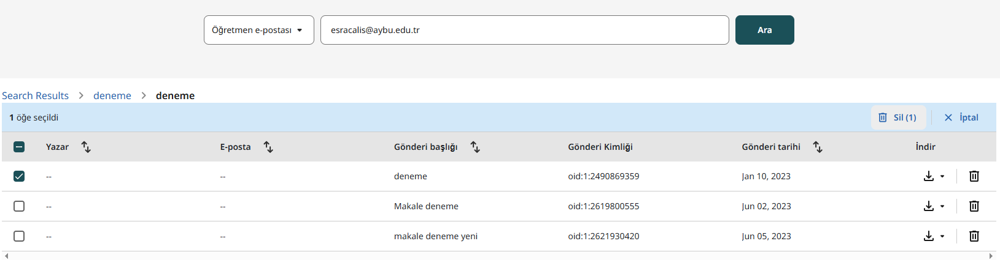 Öğretmen e-postası esracalis@aybu.edu.tr Ara
Search Results > deneme > deneme
1 öğe seçildi Sil (1) İptal
Yazar E-posta Gönderi başlığı Gönderi Kimliği Gönderi tarihi İndir
-- -- deneme oid:1:2490869359 Jan 10, 2023
-- -- Makale deneme oid:1:2619800555 Jun 02, 2023
-- -- makale deneme yeni oid:1:2621930420 Jun 05, 2023